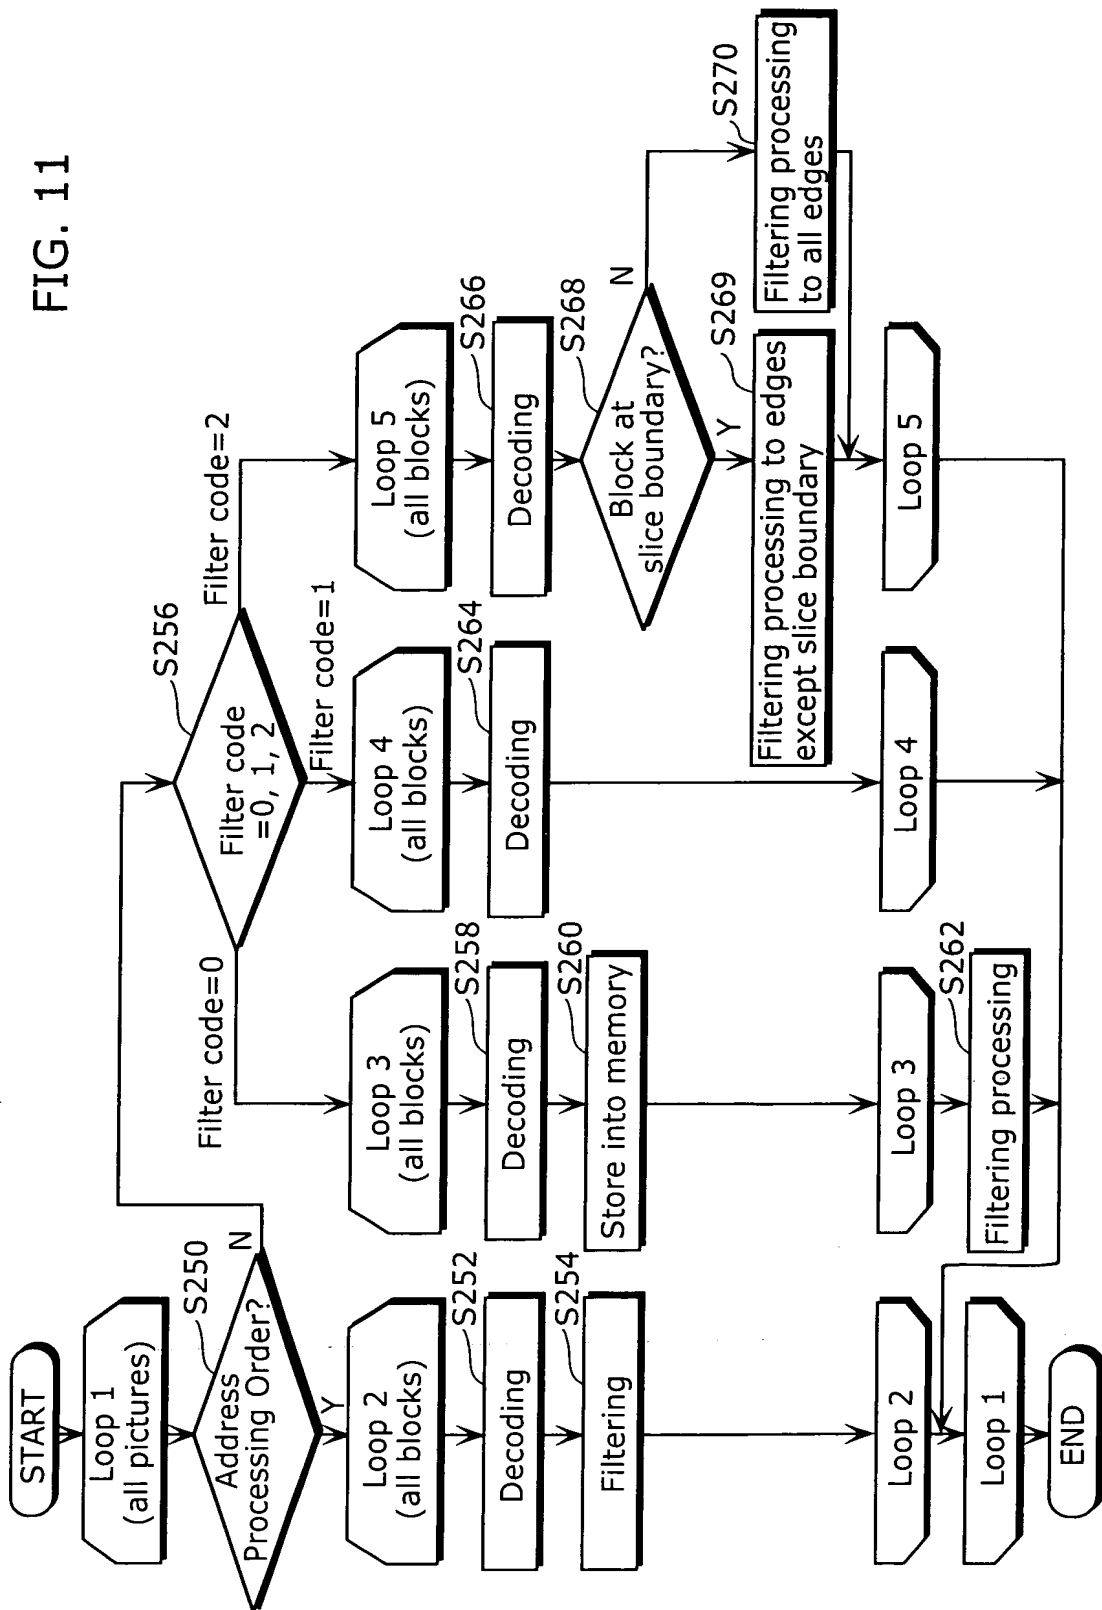 FIG. 11
START
Loop 1
(all pictures)
S250
Address
Processing Order?
N
Y
Loop 2
(all blocks)
S252
Decoding
S254
Filtering
Loop 2
Loop 1
END
S256
Filter code
=0, 1, 2
Filter code=0
Loop 3
(all blocks)
S258
Decoding
S260
Store into memory
Loop 3
S262
Filtering processing
Filter code=1
Loop 4
(all blocks)
S264
Decoding
Loop 4
Filter code=2
Loop 5
(all blocks)
S266
Decoding
S268
Block at
slice boundary?
N
Y
S269
Filtering processing to edges
except slice boundary
S270
Filtering processing
to all edges
Loop 5